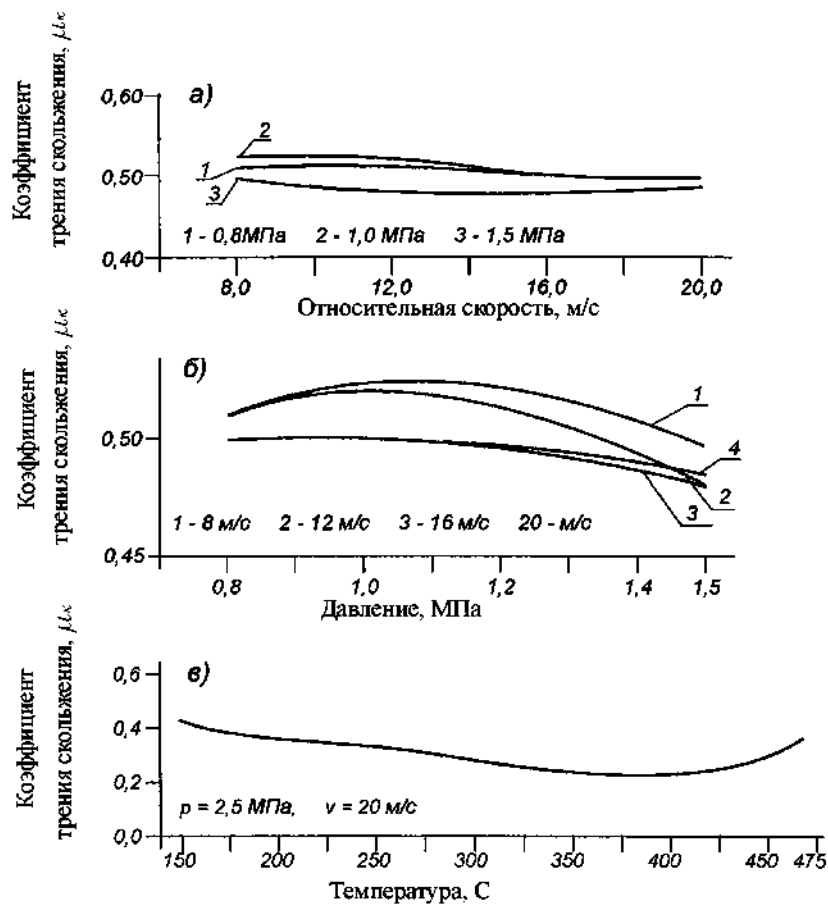 Коэффициент
трения скольжения, μк
а)
0,60
0,50
0,40
2
1
3
1 - 0,8МПа 2 - 1,0 МПа 3 - 1,5 МПа
8,0 12,0 16,0 20,0
Относительная скорость, м/с
Коэффициент
трения скольжения, μк
б)
0,50
0,45
1
4
2
3
1 - 8 м/с 2 - 12 м/с 3 - 16 м/с 20 - м/с
0,8 1,0 1,2 1,4 1,5
Давление, МПа
Коэффициент
трения скольжения, μк
в)
0,6
0,4
0,2
0,0
p = 2,5 МПа, v = 20 м/с
150 200 250 300 350 400 450 475
Температура, С